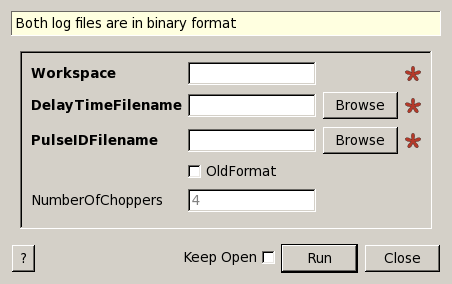 Both log files are in binary format
Workspace
DelayTimeFilename Browse
PulseIDFilename Browse
OldFormat
NumberOfChoppers 4
? Keep Open Run Close